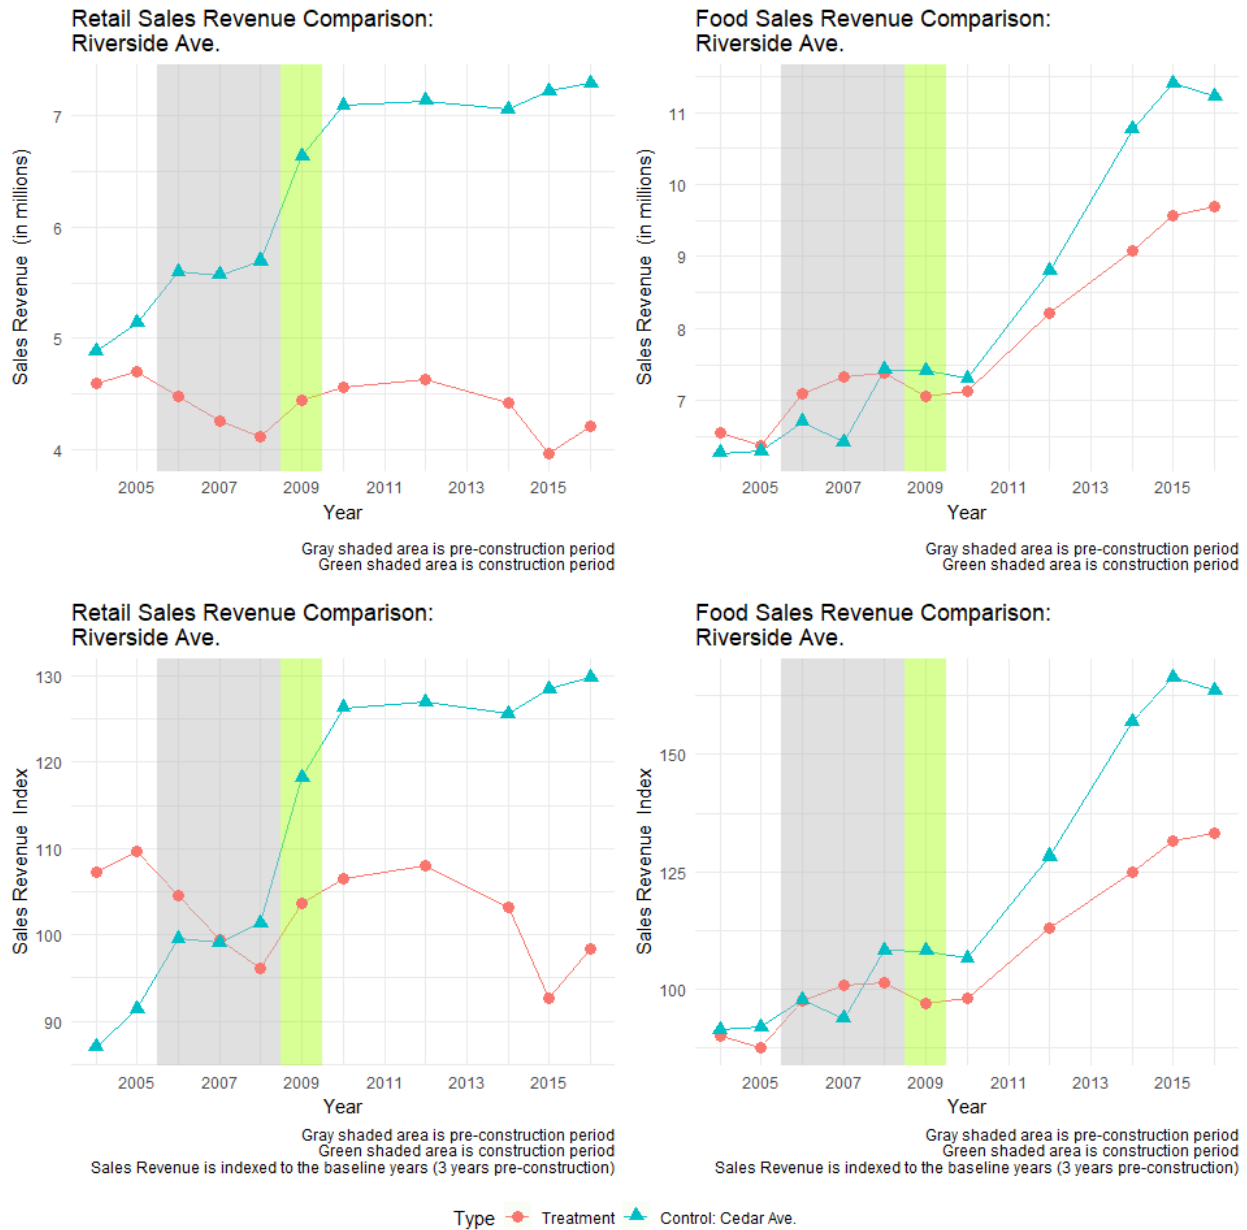 Retail Sales Revenue Comparison:
Riverside Ave.
Sales Revenue (in millions)
7
6
5
4
2005 2007 2009 2011 2013 2015
Year
Gray shaded area is pre-construction period
Green shaded area is construction period
Food Sales Revenue Comparison:
Riverside Ave.
Sales Revenue (in millions)
11
10
9
8
7
2005 2007 2009 2011 2013 2015
Year
Gray shaded area is pre-construction period
Green shaded area is construction period
Retail Sales Revenue Comparison:
Riverside Ave.
Sales Revenue Index
130
120
110
100
90
2005 2007 2009 2011 2013 2015
Year
Gray shaded area is pre-construction period
Green shaded area is construction period
Sales Revenue is indexed to the baseline years (3 years pre-construction)
Food Sales Revenue Comparison:
Riverside Ave.
Sales Revenue Index
150
125
100
2005 2007 2009 2011 2013 2015
Year
Gray shaded area is pre-construction period
Green shaded area is construction period
Sales Revenue is indexed to the baseline years (3 years pre-construction)
Type Treatment Control: Cedar Ave.